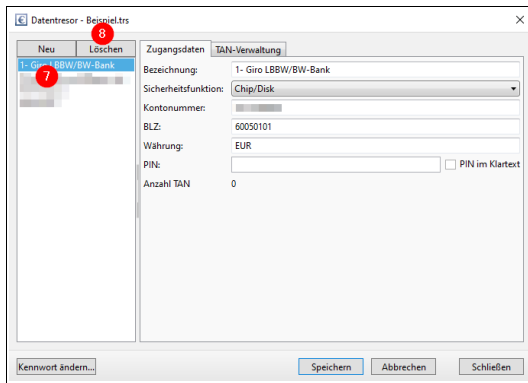 Datentresor - Beispiel.trs
8
Neu Löschen
Zugangsdaten TAN-Verwaltung
1- Giro LBBW/BW-Bank
7
Bezeichnung: 1- Giro LBBW/BW-Bank
Sicherheitsfunktion: Chip/Disk
Kontonummer:
BLZ: 60050101
Währung: EUR
PIN: PIN im Klartext
Anzahl TAN 0
Kennwort ändern... Speichern Abbrechen Schließen